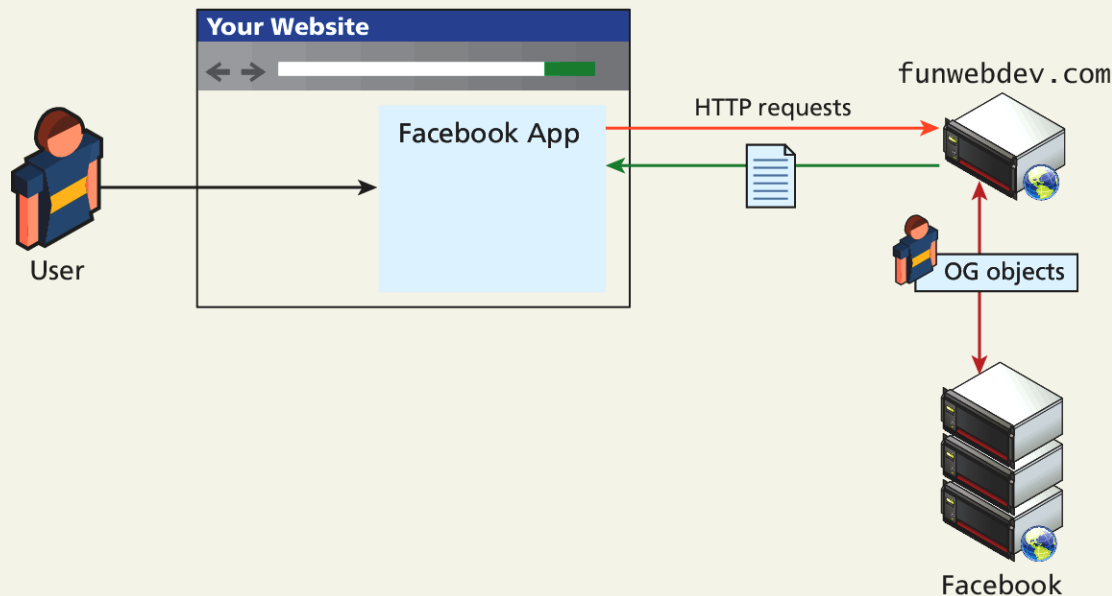 Your Website
funwebdev.com
HTTP requests
Facebook App
User
OG objects
Facebook